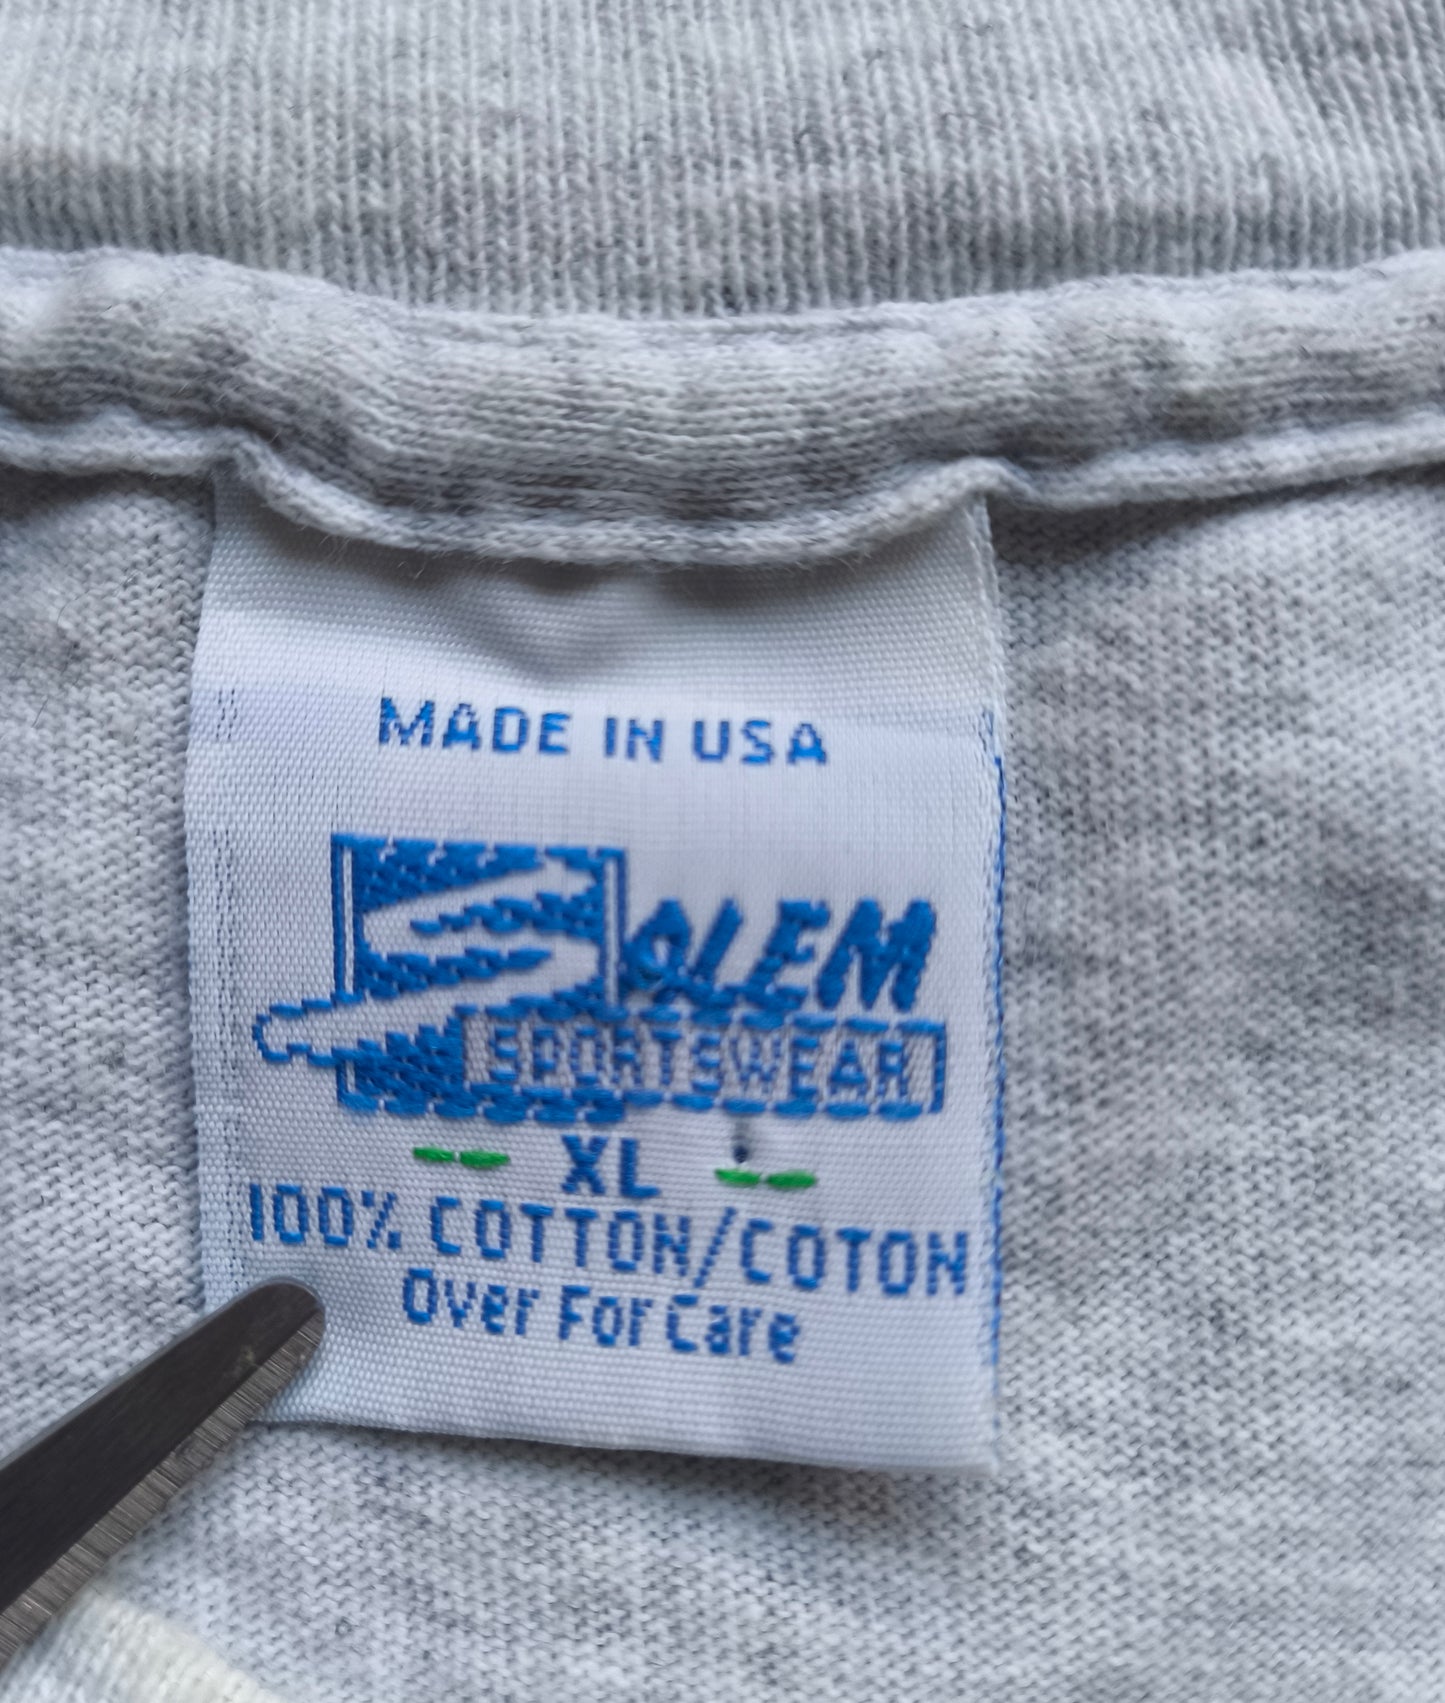 MADE IN USA
SALEM
SPORTSWEAR
XL
100% COTTON/COTON
Over For Care